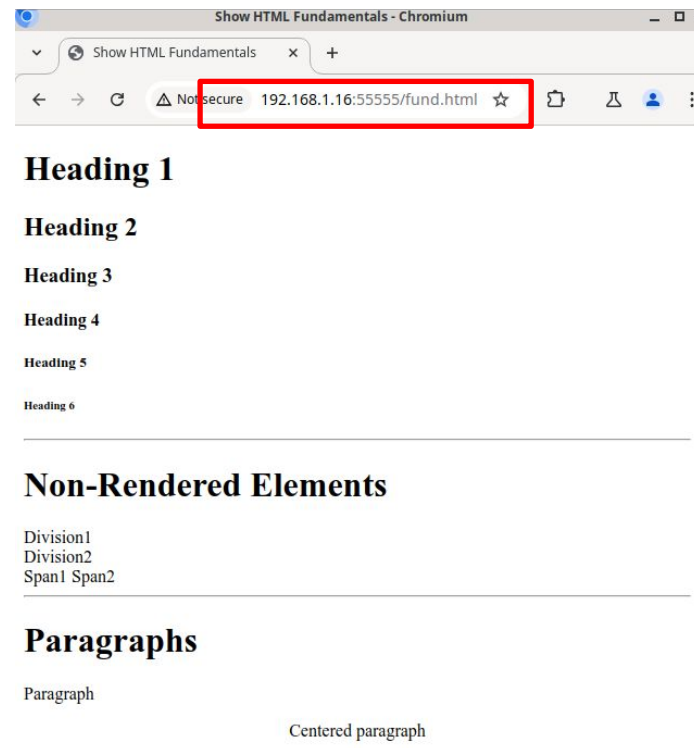 Show HTML Fundamentals - Chromium
Show HTML Fundamentals
Not secure 192.168.1.16:55555/fund.html
Heading 1
Heading 2
Heading 3
Heading 4
Heading 5
Heading 6
Non-Rendered Elements
Division1
Division2
Span1 Span2
Paragraphs
Paragraph
Centered paragraph